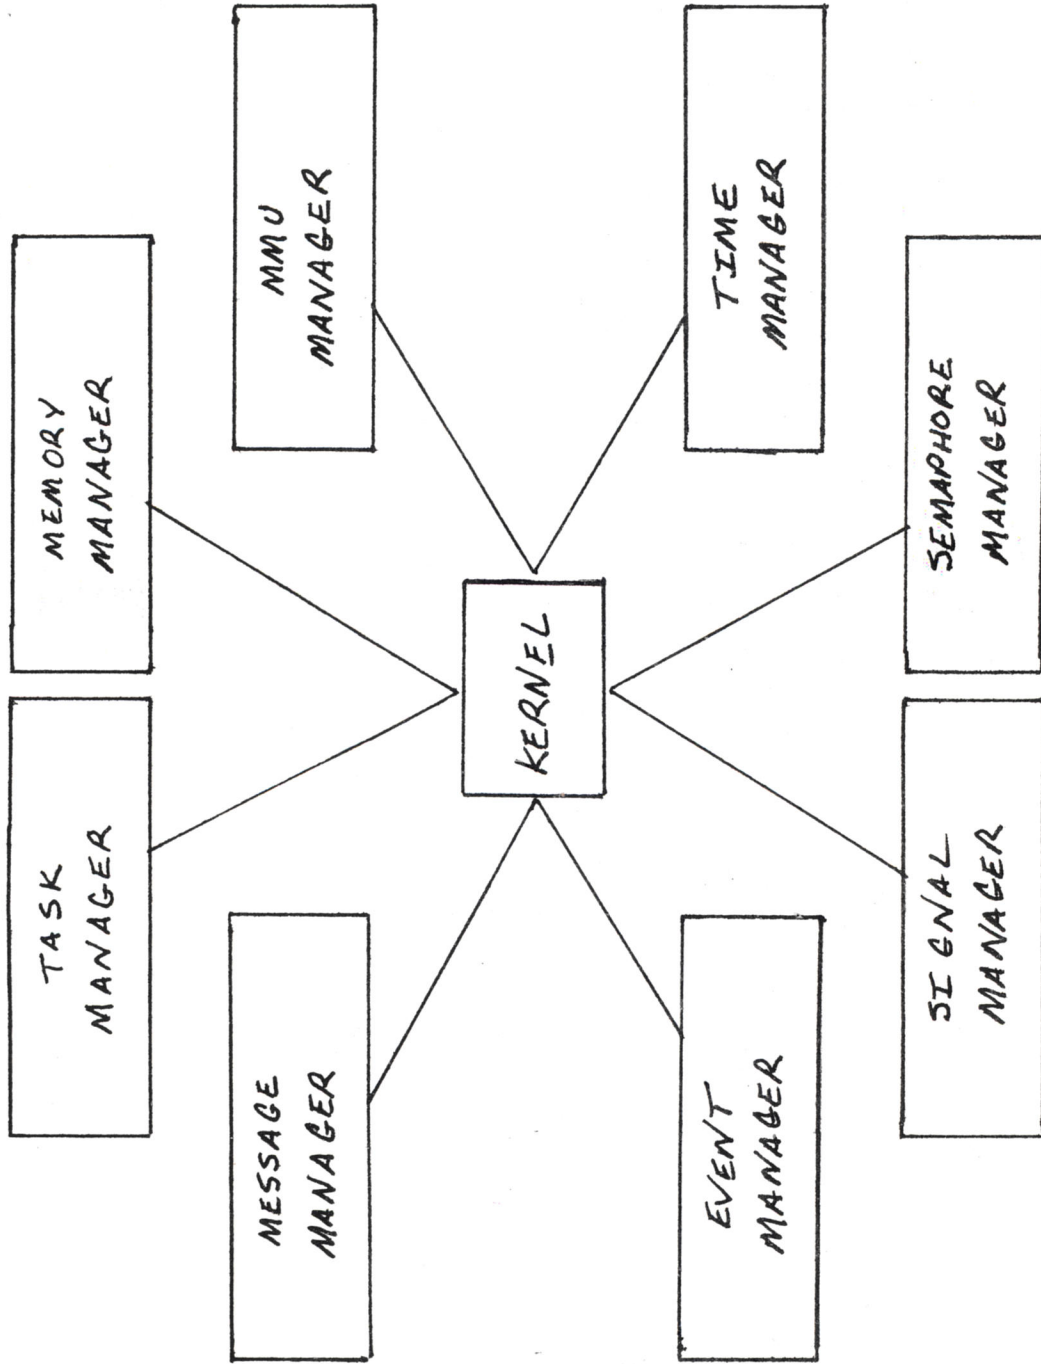 TASK
MANAGER
MEMORY
MANAGER
MESSAGE
MANAGER
MMU
MANAGER
KERNEL
EVENT
MANAGER
TIME
MANAGER
SIGNAL
MANAGER
SEMAPHORE
MANAGER